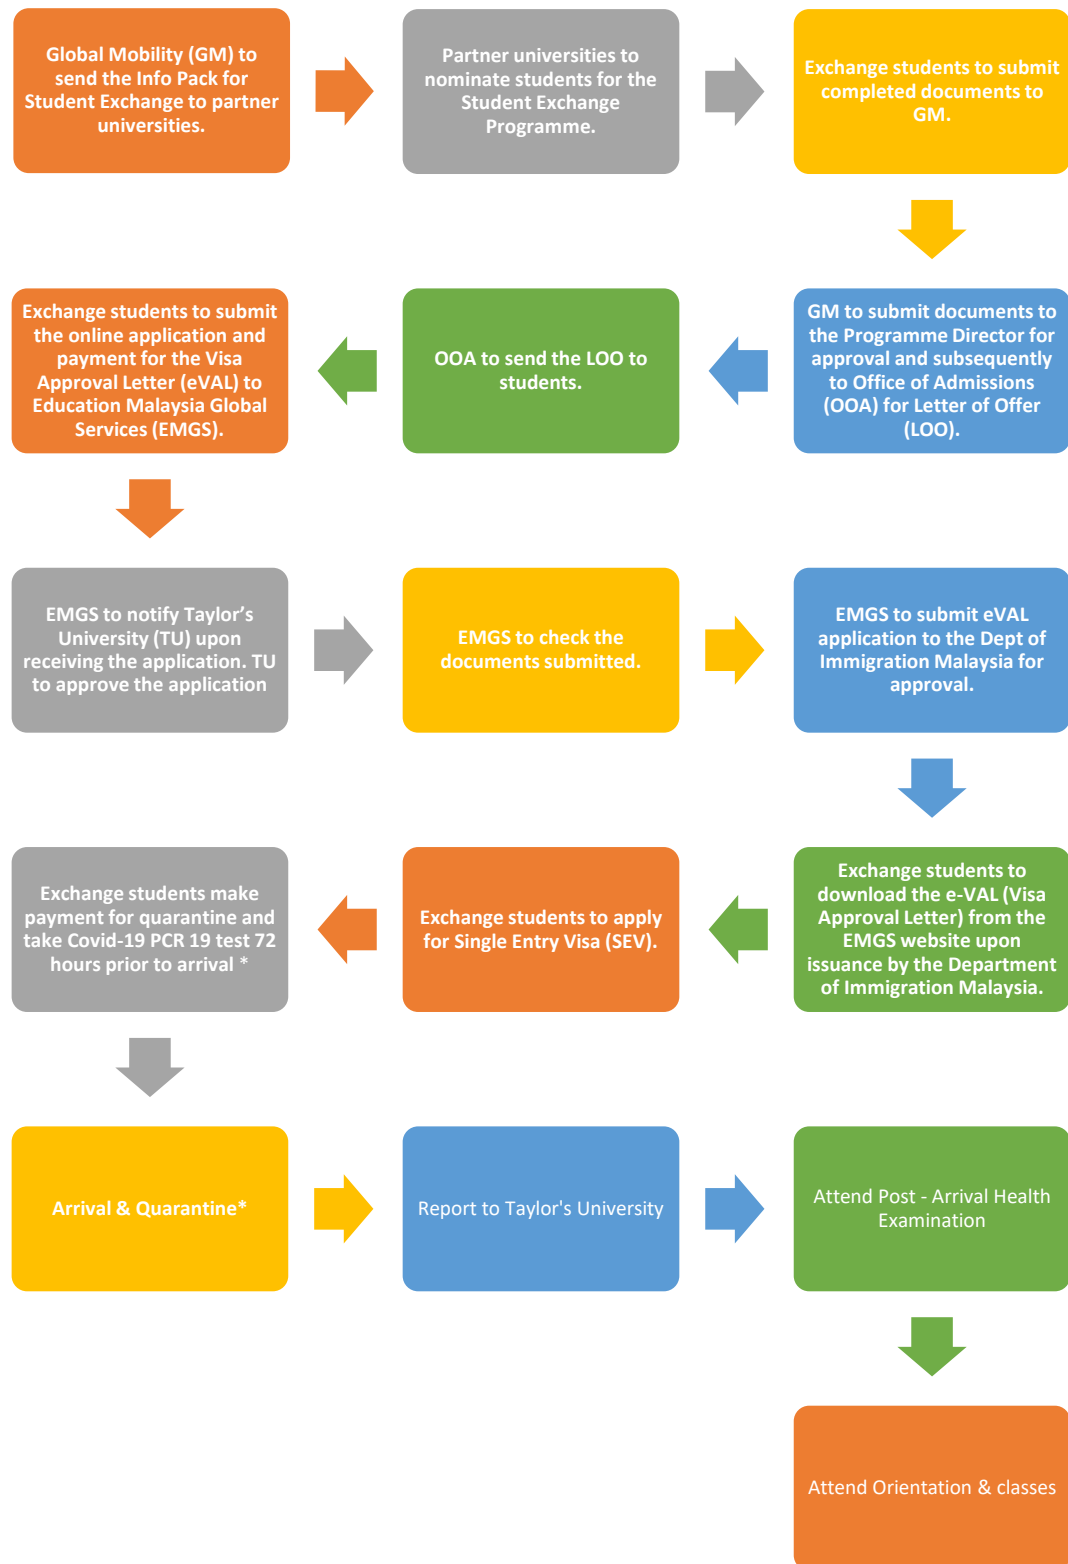 Global Mobility (GM) to
send the Info Pack for
Student Exchange to partner
universities.
Partner universities to
nominate students for the
Student Exchange
Programme.
Exchange students to submit
completed documents to
GM.
GM to submit documents to
the Programme Director for
approval and subsequently
to Office of Admissions
(OOA) for Letter of Offer
(LOO).
OOA to send the LOO to
students.
Exchange students to submit
the online application and
payment for the Visa
Approval Letter (eVAL) to
Education Malaysia Global
Services (EMGS).
EMGS to notify Taylor’s
University (TU) upon
receiving the application. TU
to approve the application
EMGS to check the
documents submitted.
EMGS to submit eVAL
application to the Dept of
Immigration Malaysia for
approval.
Exchange students to
download the e-VAL (Visa
Approval Letter) from the
EMGS website upon
issuance by the Department
of Immigration Malaysia.
Exchange students to apply
for Single Entry Visa (SEV).
Exchange students make
payment for quarantine and
take Covid-19 PCR 19 test 72
hours prior to arrival *
Arrival & Quarantine*
Report to Taylor's University
Attend Post - Arrival Health
Examination
Attend Orientation & classes